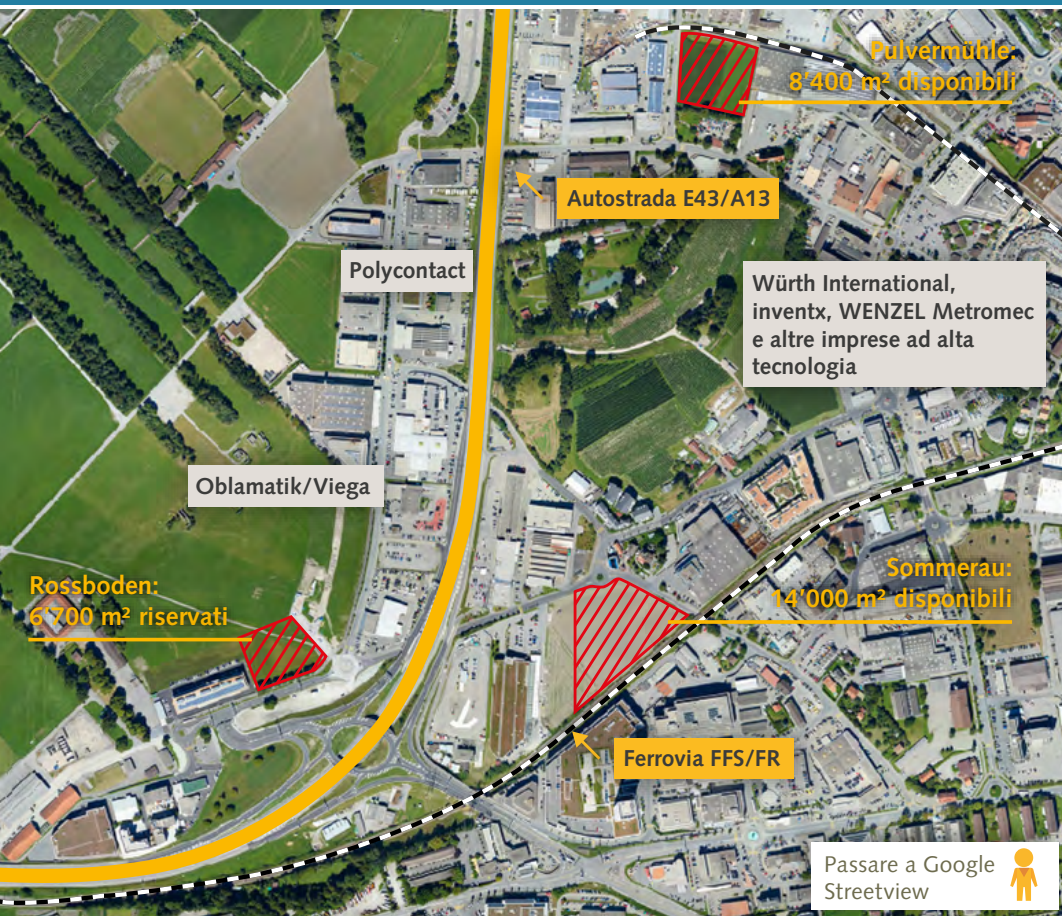 Pulvermühle:
8'400 m² disponibili
Autostrada E43/A13
Polycontact
Würth International,
inventx, WENZEL Metromec
e altre imprese ad alta
tecnologia
Oblamatik/Viega
Rossboden:
6'700 m² riservati
Sommerau:
14'000 m² disponibili
Ferrovia FFS/FR
Passare a Google
Streetview